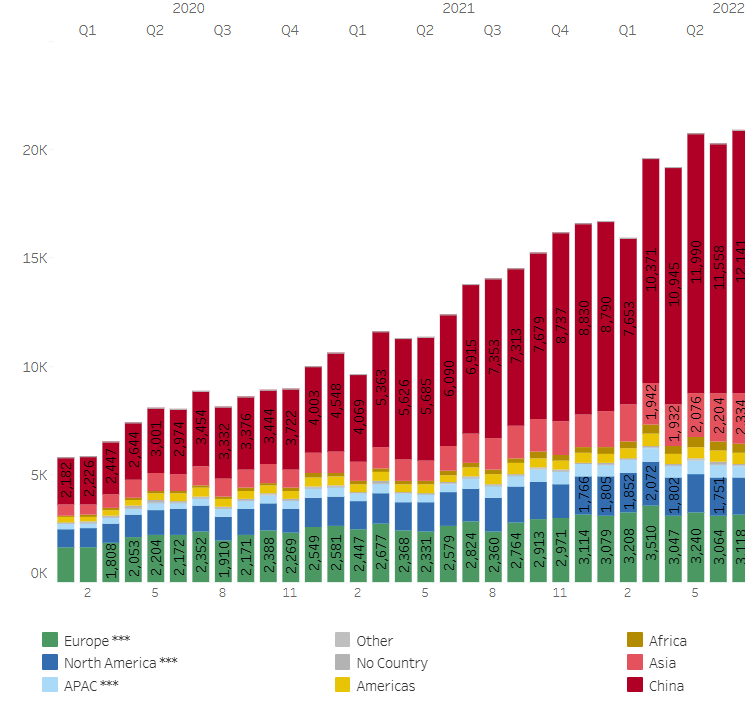 2020 2021 2022
Q1 Q2 Q3 Q4 Q1 Q2 Q3 Q4 Q1 Q2
20K
15K
10K
5K
0K
2,182 2,226 2,447 2,644 3,001 2,974 3,454 3,332 3,376 3,444 3,722 4,003 4,548 4,069 5,363 5,626 5,685 6,090 6,915 7,353 7,313 7,679 8,737 8,830 8,790 7,653 10,371 10,945 11,990 11,558 12,141
1,942 1,932 2,076 2,204 2,334
1,766 1,805 1,852 2,072 1,802 1,751
1,808 2,053 2,204 2,172 2,352 1,910 2,171 2,388 2,269 2,549 2,581 2,447 2,677 2,368 2,331 2,579 2,824 2,360 2,764 2,913 2,971 3,114 3,079 3,208 3,510 3,047 3,240 3,064 3,118
2 5 8 11 2 5 8 11 2 5
Europe *** Other Africa
North America *** No Country Asia
APAC *** Americas China